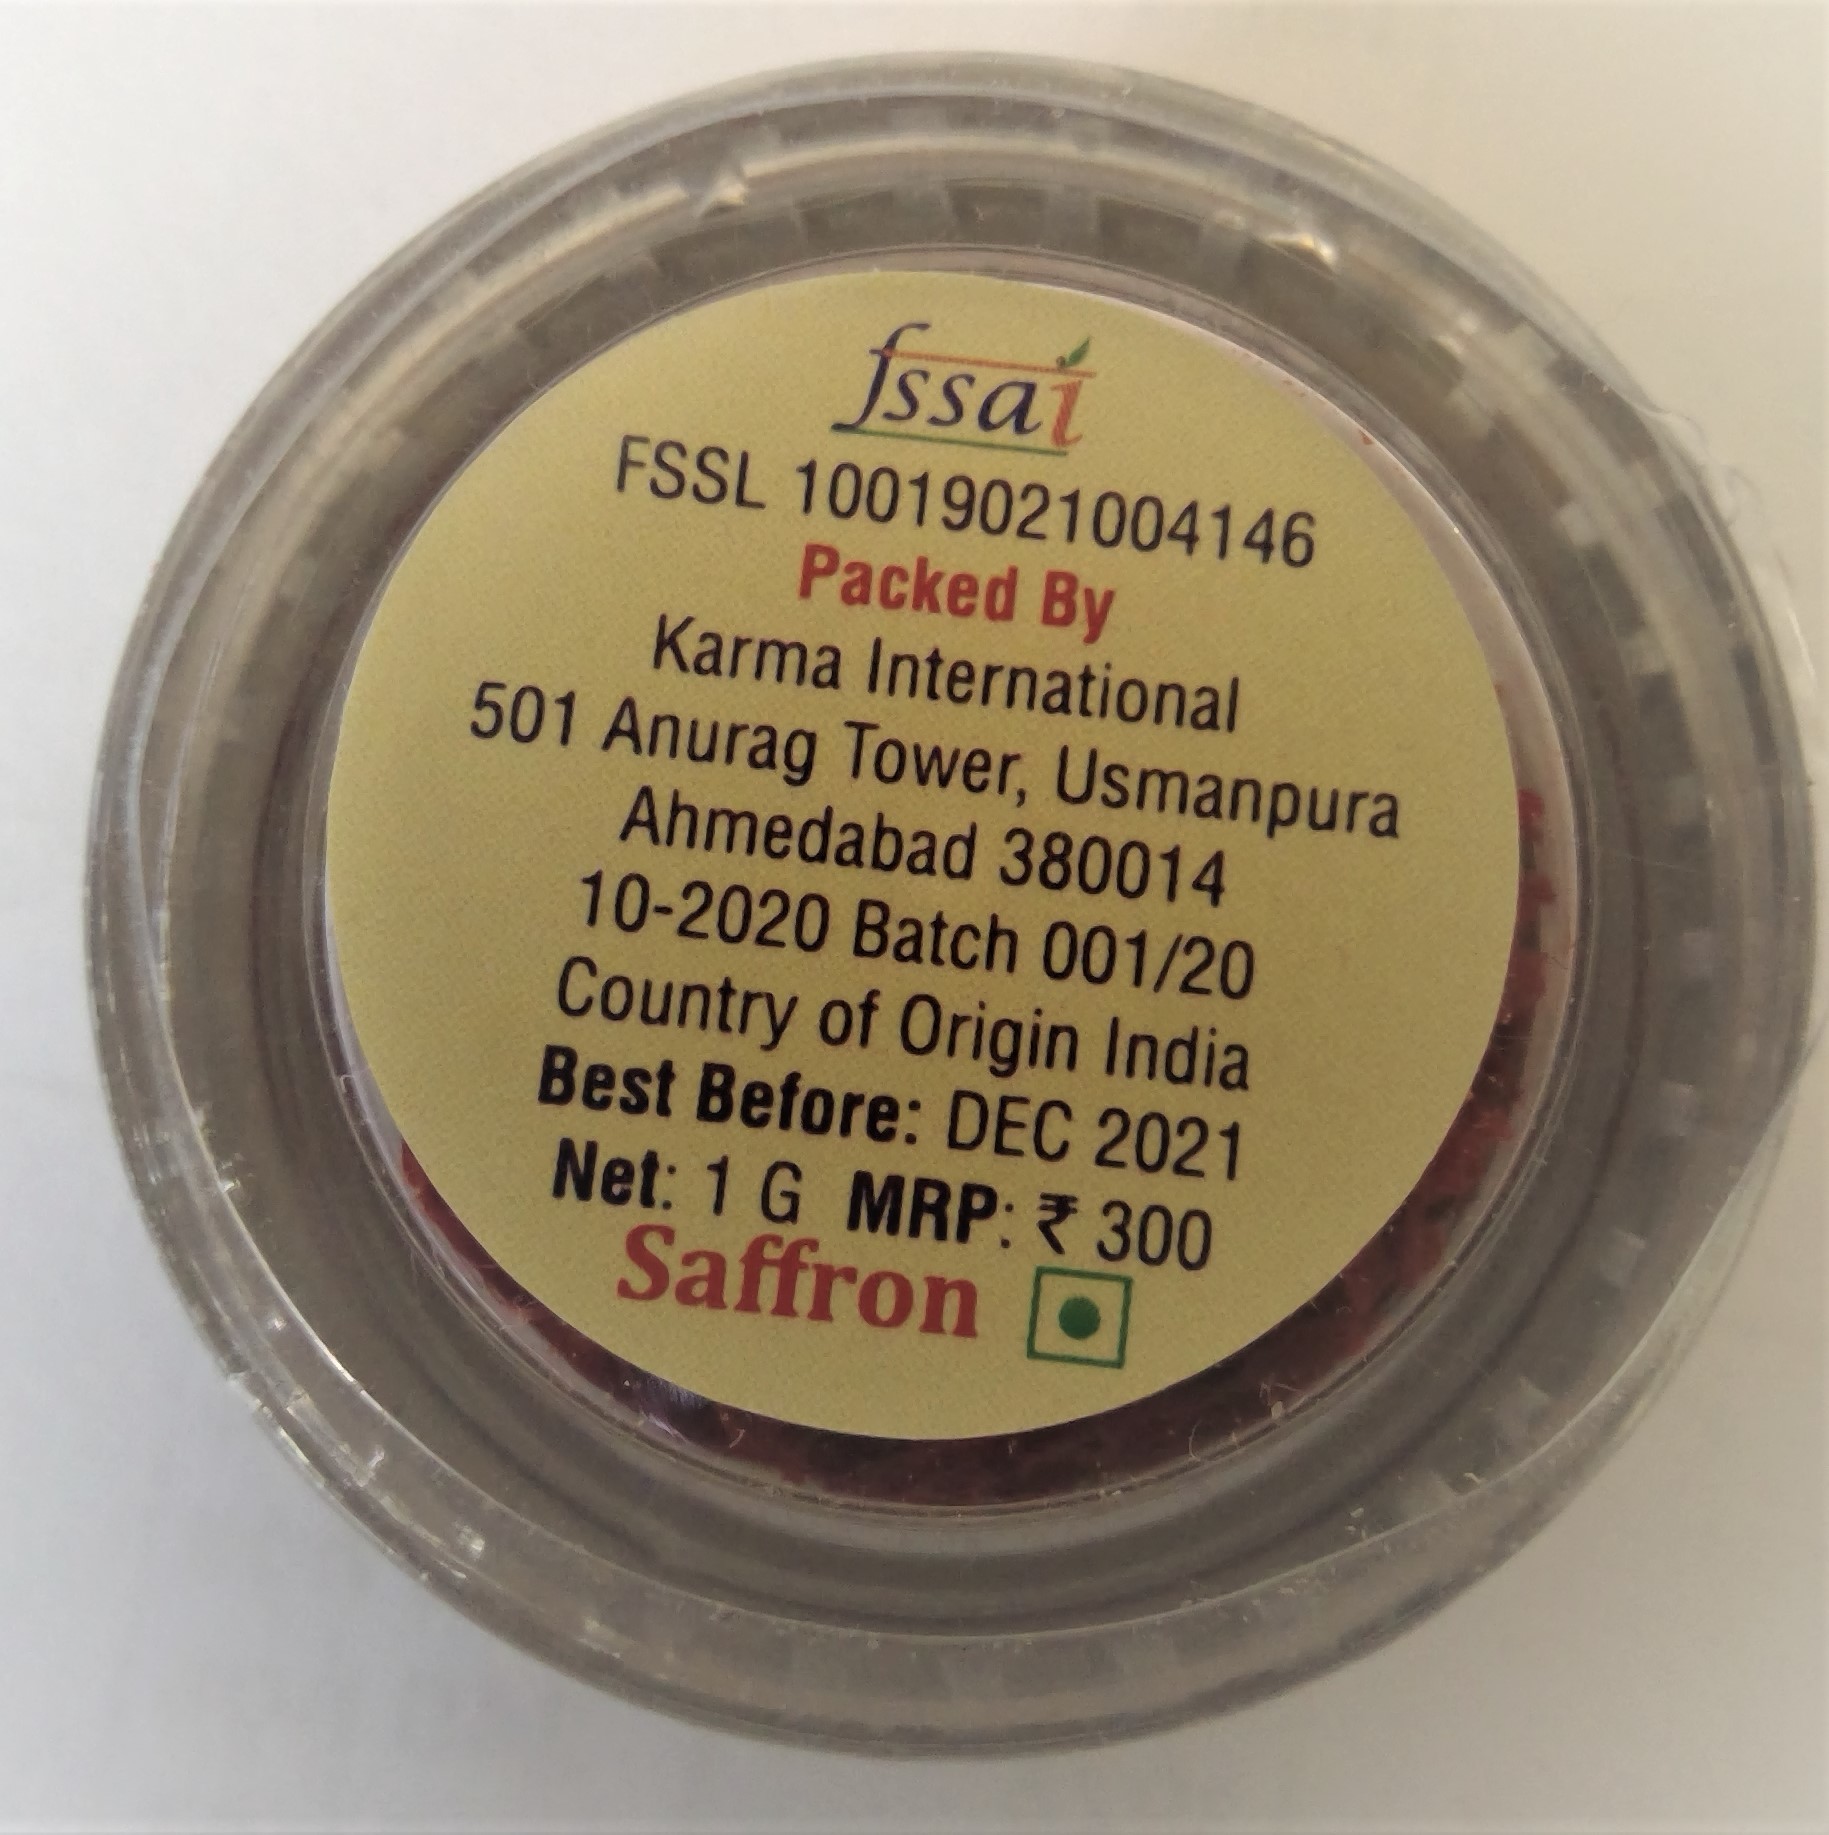 fssai
FSSL 10019021004146
Packed By
Karma International
501 Anurag Tower, Usmanpura
Ahmedabad 380014
10-2020 Batch 001/20
Country of Origin India
Best Before: DEC 2021
Net: 1 G MRP: ₹ 300
Saffron